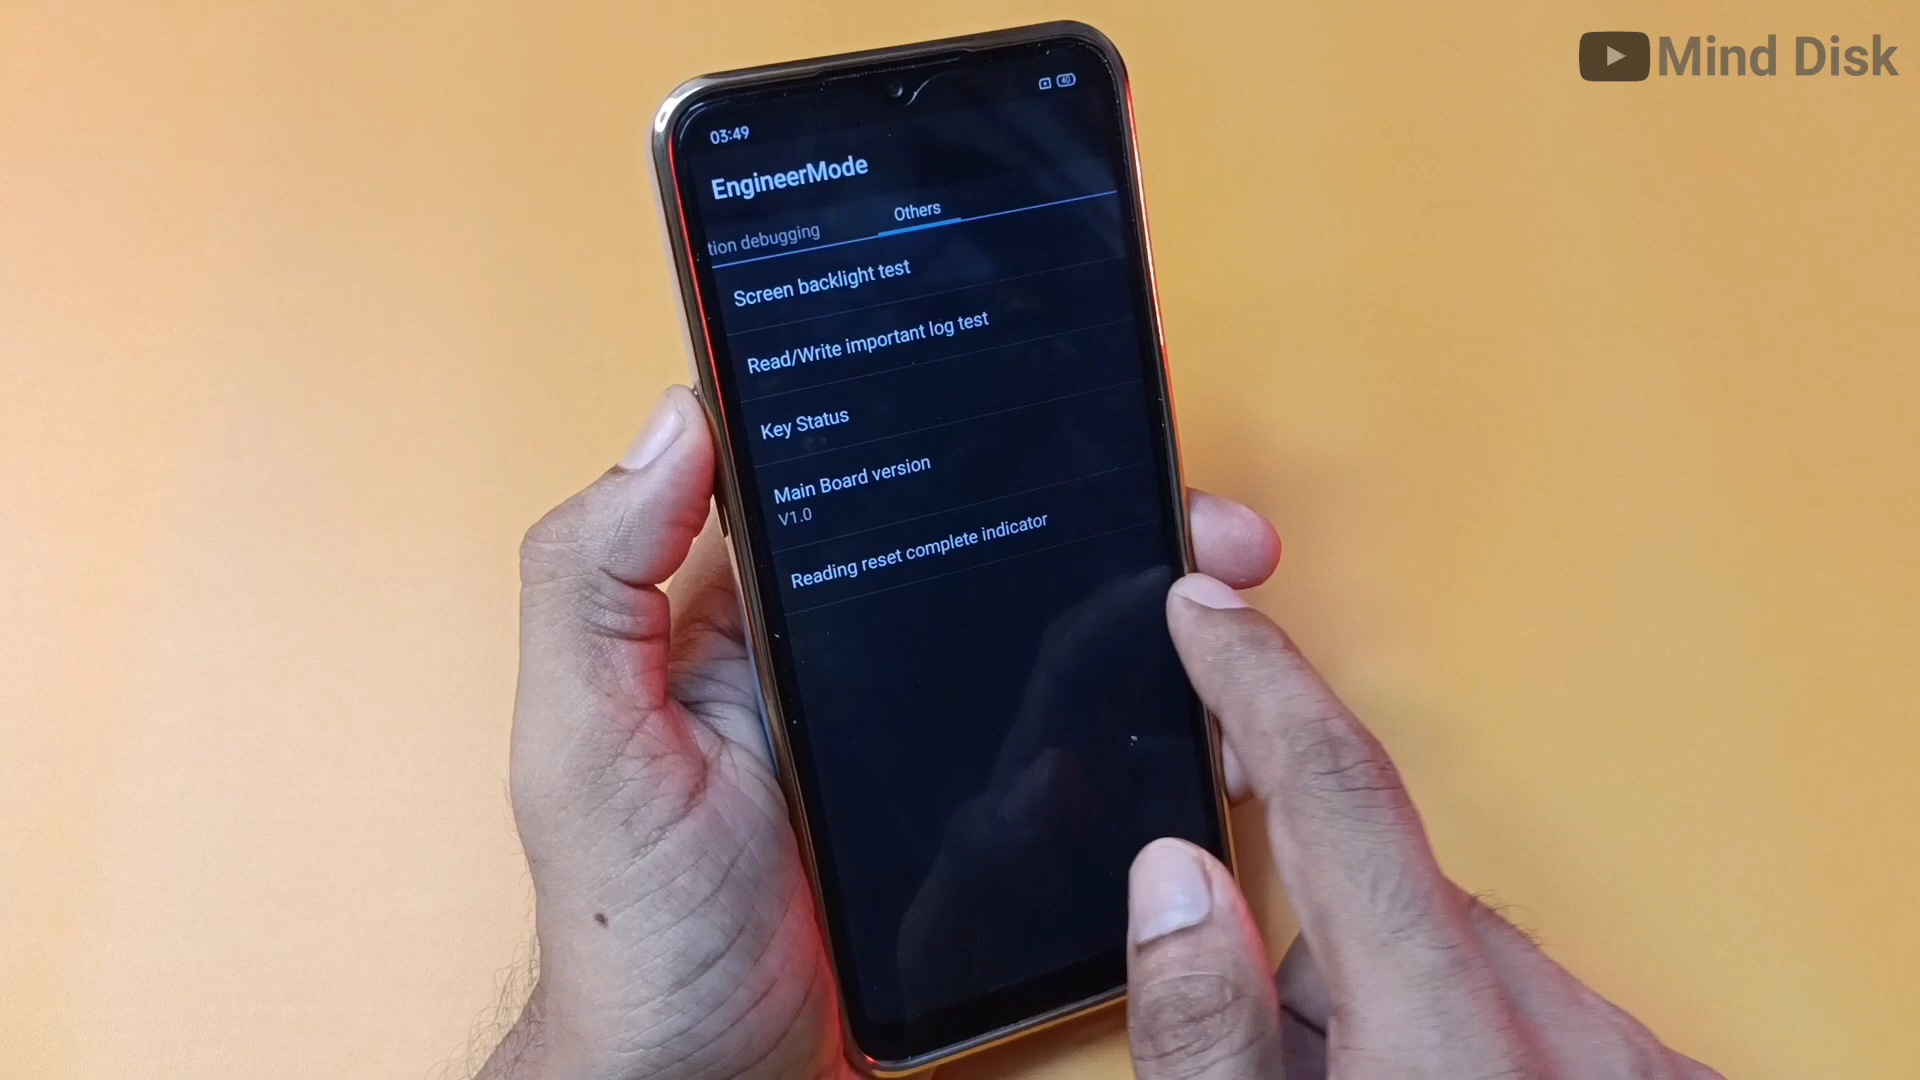 Mind Disk
03:49
40
EngineerMode
tion debugging
Others
Screen backlight test
Read/Write important log test
Key Status
Main Board version
V1.0
Reading reset complete indicator